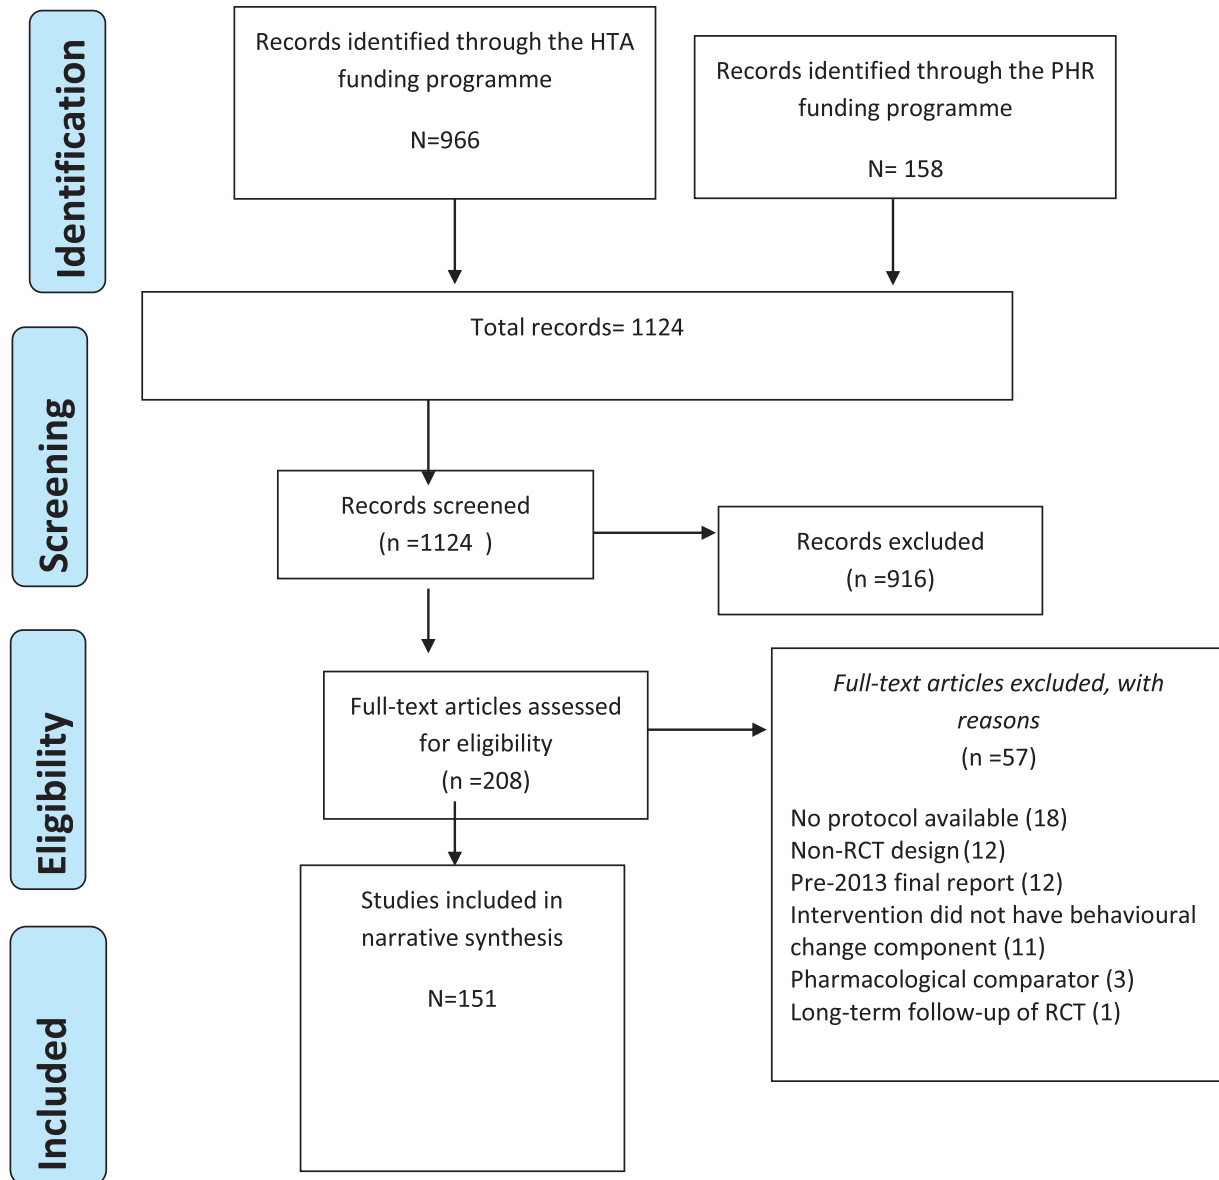 Identification
Records identified through the HTA
funding programme
N=966
Records identified through the PHR
funding programme
N= 158
Total records= 1124
Screening
Records screened
(n =1124  )
Records excluded
(n =916)
Eligibility
Full-text articles assessed
for eligibility
(n =208)
Full-text articles excluded, with
reasons
(n =57)
No protocol available (18)
Non-RCT design (12)
Pre-2013 final report (12)
Intervention did not have behavioural
change component (11)
Pharmacological comparator (3)
Long-term follow-up of RCT (1)
Included
Studies included in
narrative synthesis
N=151